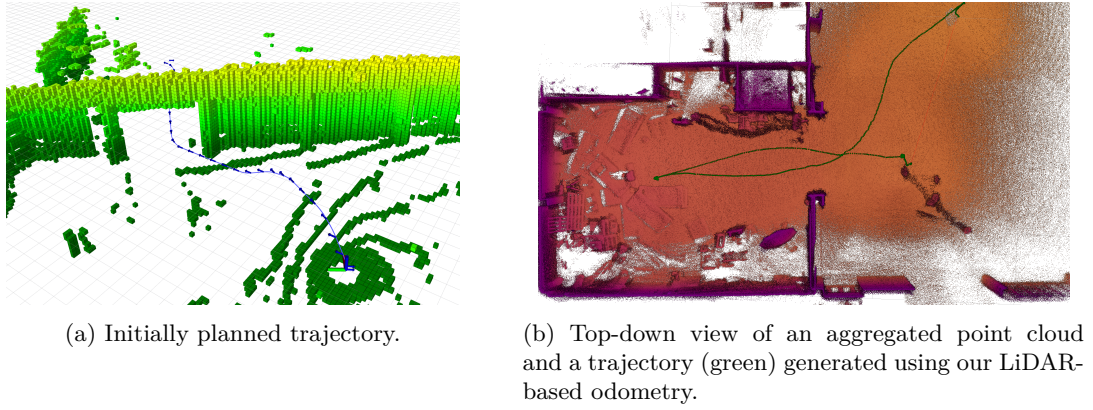 (a) Initially planned trajectory.
(b) Top-down view of an aggregated point cloud
and a trajectory (green) generated using our LiDAR-
based odometry.